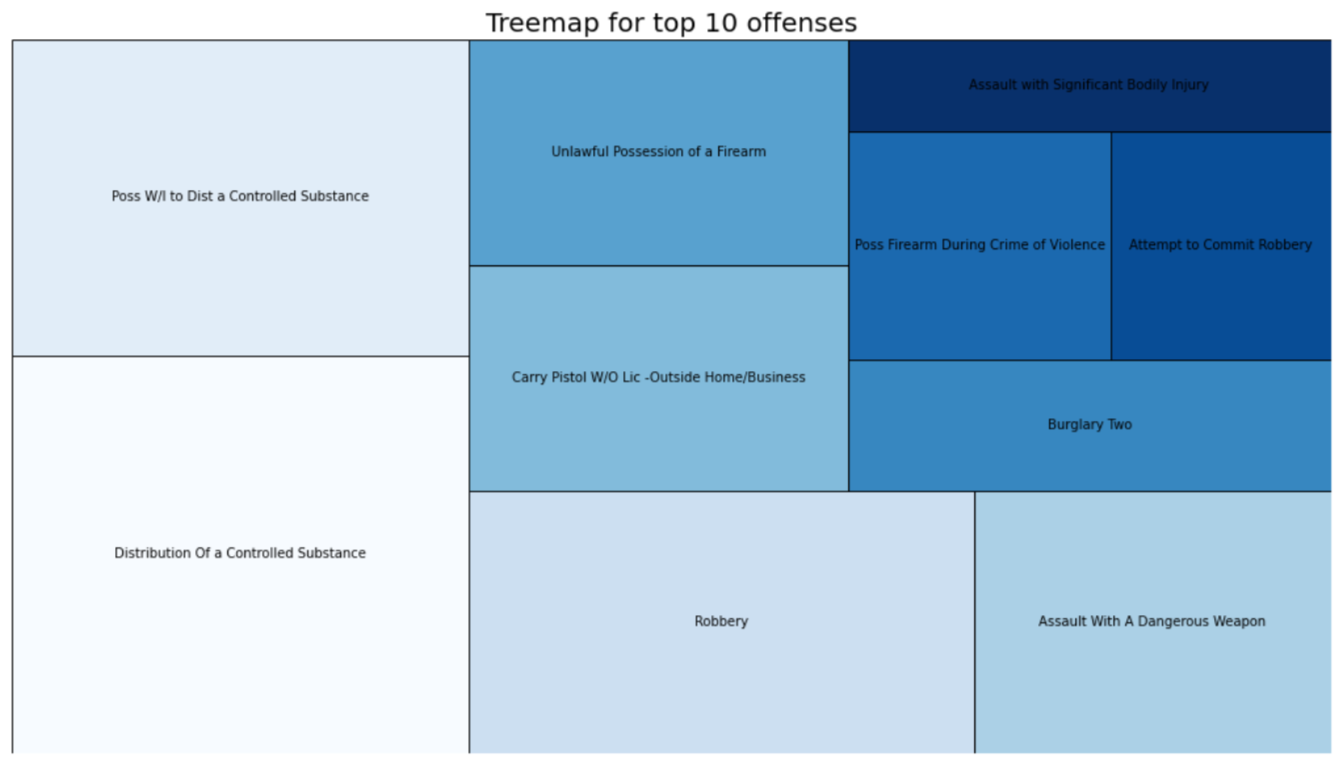 Treemap for top 10 offenses
Poss W/I to Dist a Controlled Substance
Distribution Of a Controlled Substance
Unlawful Possession of a Firearm
Carry Pistol W/O Lic -Outside Home/Business
Robbery
Assault With A Dangerous Weapon
Assault with Significant Bodily Injury
Poss Firearm During Crime of Violence
Attempt to Commit Robbery
Burglary Two